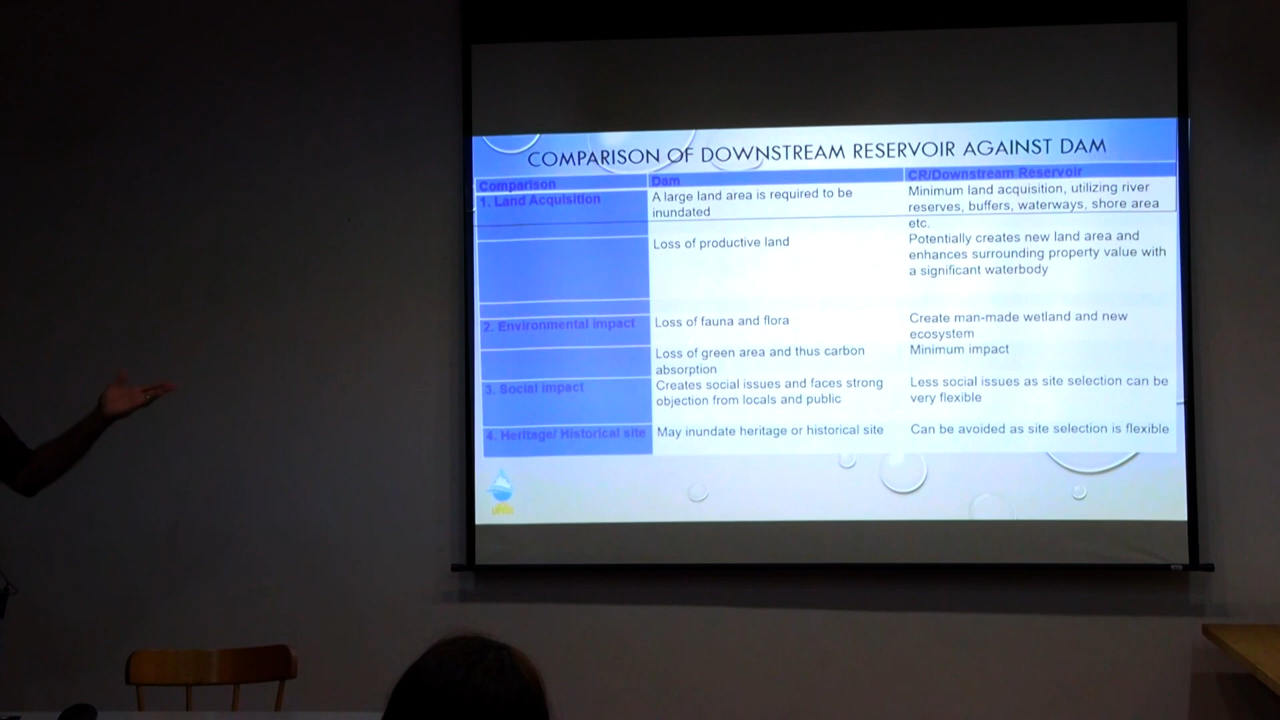 COMPARISON OF DOWNSTREAM RESERVOIR AGAINST DAM
Comparison
Dam
CR/Downstream Reservoir
1. Land Acquisition
A large land area is required to be
inundated
Minimum land acquisition, utilizing river
reserves, buffers, waterways, shore area
etc.
Loss of productive land
Potentially creates new land area and
enhances surrounding property value with
a significant waterbody
2. Environmental impact
Loss of fauna and flora
Create man-made wetland and new
ecosystem
Loss of green area and thus carbon
absorption
Minimum impact
3. Social impact
Creates social issues and faces strong
objection from locals and public
Less social issues as site selection can be
very flexible
4. Heritage/ Historical site
May inundate heritage or historical site
Can be avoided as site selection is flexible